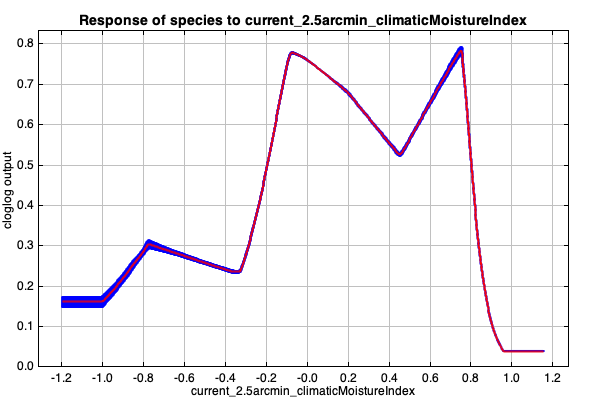 Response of species to current_2.5arcmin_climaticMoistureIndex
cloglog output
0.8
0.7
0.6
0.5
0.4
0.3
0.2
0.1
0.0
-1.2 -1.0 -0.8 -0.6 -0.4 -0.2 -0.0 0.2 0.4 0.6 0.8 1.0 1.2
current_2.5arcmin_climaticMoistureIndex